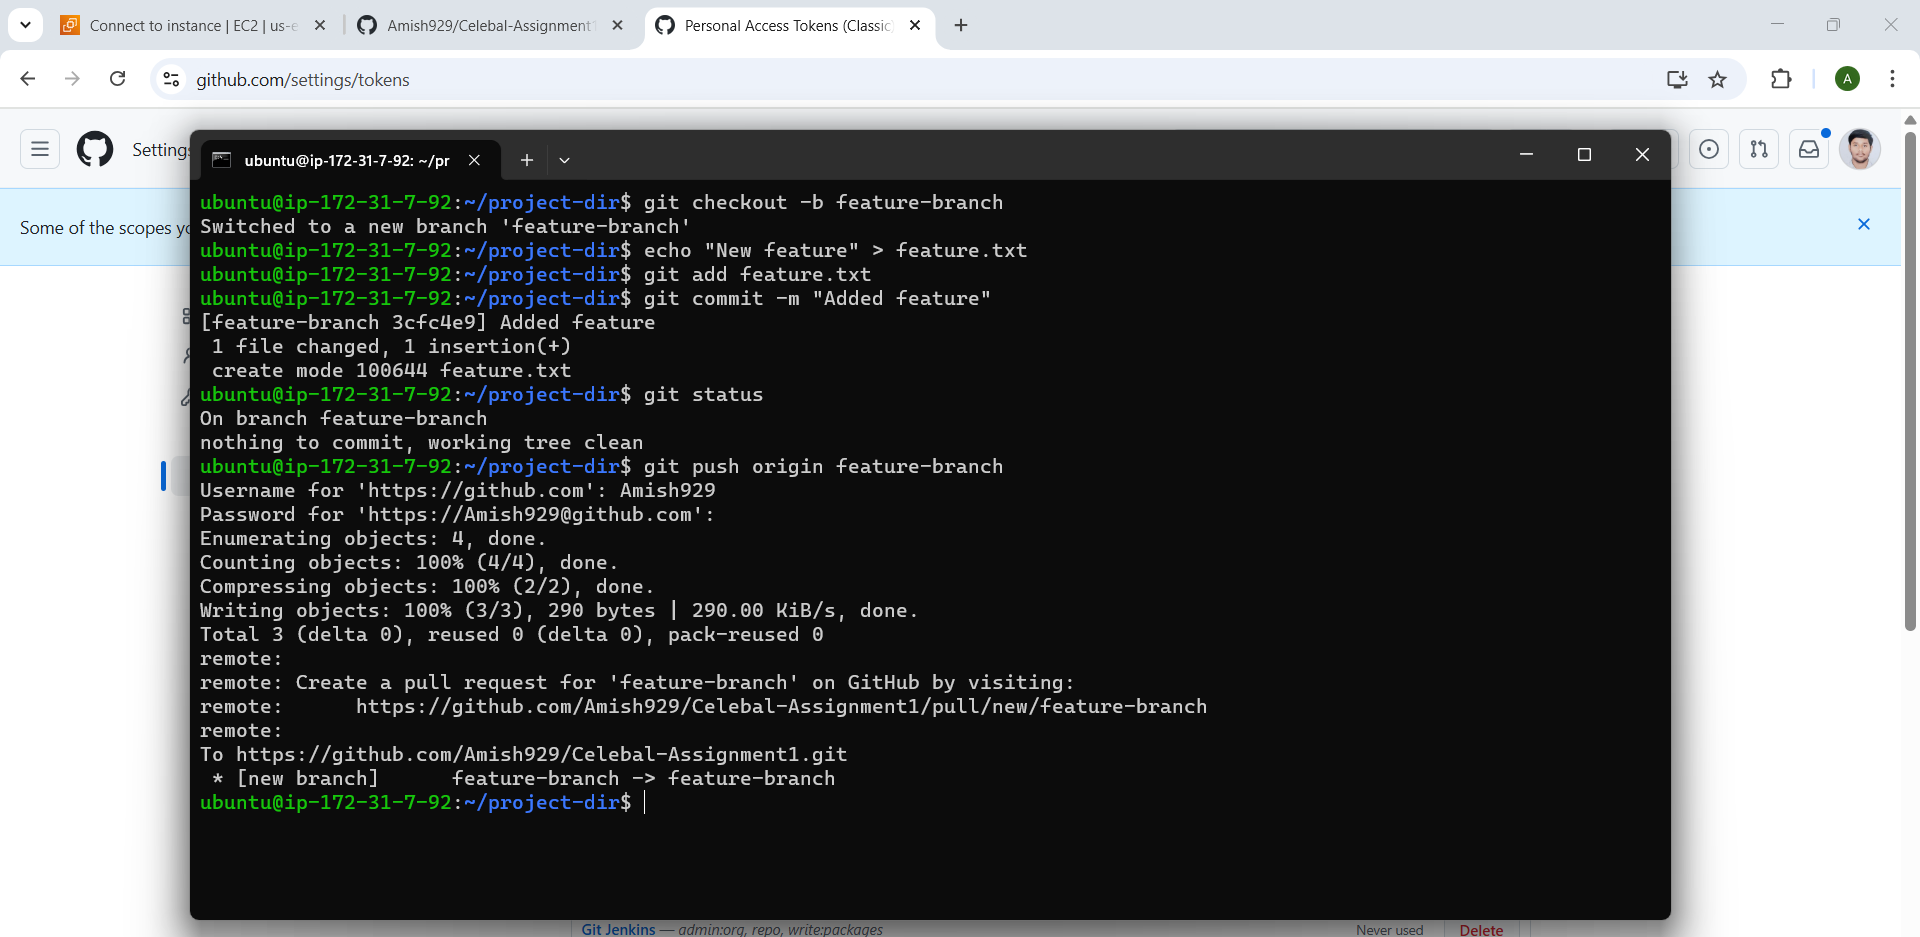 Connect to instance | EC2 | us-e
Amish929/Celebal-Assignment1
Personal Access Tokens (Classic)
github.com/settings/tokens
A
Settings
ubuntu@ip-172-31-7-92: ~/pr
Some of the scopes yo
ubuntu@ip-172-31-7-92:~/project-dir$ git checkout -b feature-branch
Switched to a new branch 'feature-branch'
ubuntu@ip-172-31-7-92:~/project-dir$ echo "New feature" > feature.txt
ubuntu@ip-172-31-7-92:~/project-dir$ git add feature.txt
ubuntu@ip-172-31-7-92:~/project-dir$ git commit -m "Added feature"
[feature-branch 3cfc4e9] Added feature
 1 file changed, 1 insertion(+)
 create mode 100644 feature.txt
ubuntu@ip-172-31-7-92:~/project-dir$ git status
On branch feature-branch
nothing to commit, working tree clean
ubuntu@ip-172-31-7-92:~/project-dir$ git push origin feature-branch
Username for 'https://github.com': Amish929
Password for 'https://Amish929@github.com':
Enumerating objects: 4, done.
Counting objects: 100% (4/4), done.
Compressing objects: 100% (2/2), done.
Writing objects: 100% (3/3), 290 bytes | 290.00 KiB/s, done.
Total 3 (delta 0), reused 0 (delta 0), pack-reused 0
remote:
remote: Create a pull request for 'feature-branch' on GitHub by visiting:
remote:      https://github.com/Amish929/Celebal-Assignment1/pull/new/feature-branch
remote:
To https://github.com/Amish929/Celebal-Assignment1.git
 * [new branch]      feature-branch -> feature-branch
ubuntu@ip-172-31-7-92:~/project-dir$
Git Jenkins — admin:org, repo, write:packages
Never used
Delete